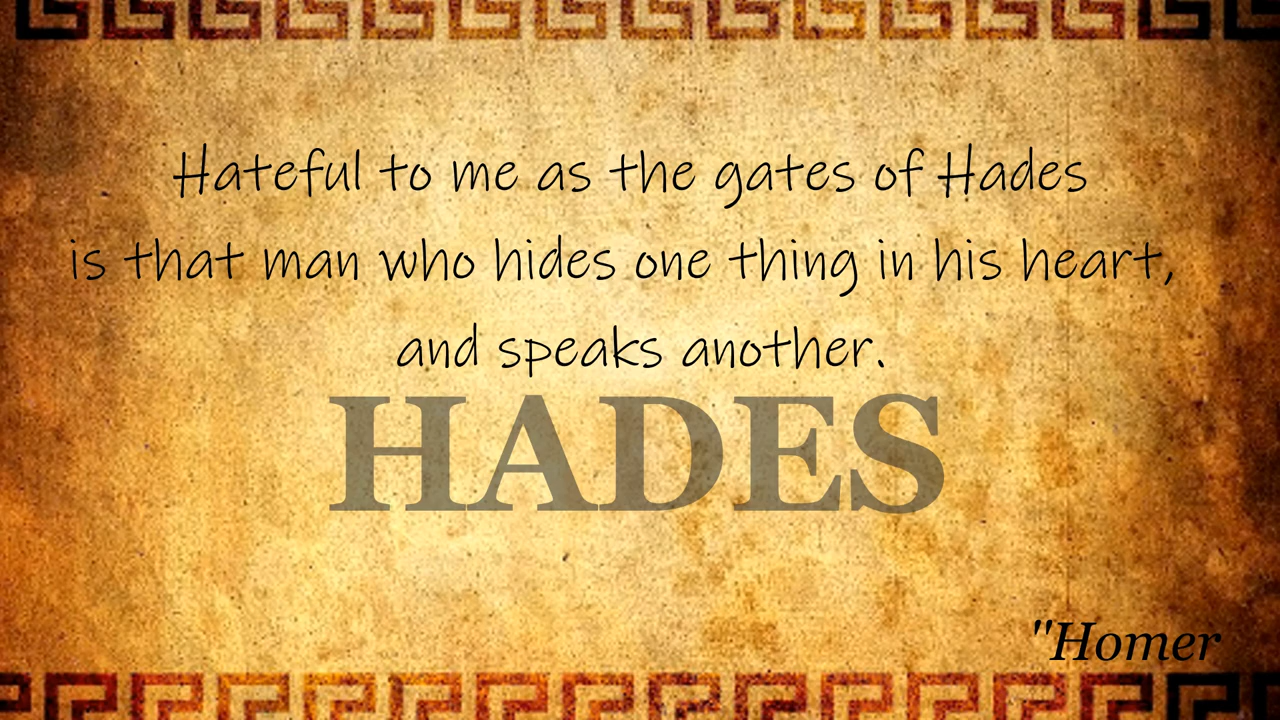 Hateful to me as the gates of Hades
is that man who hides one thing in his heart,
and speaks another.
HADES
"Homer